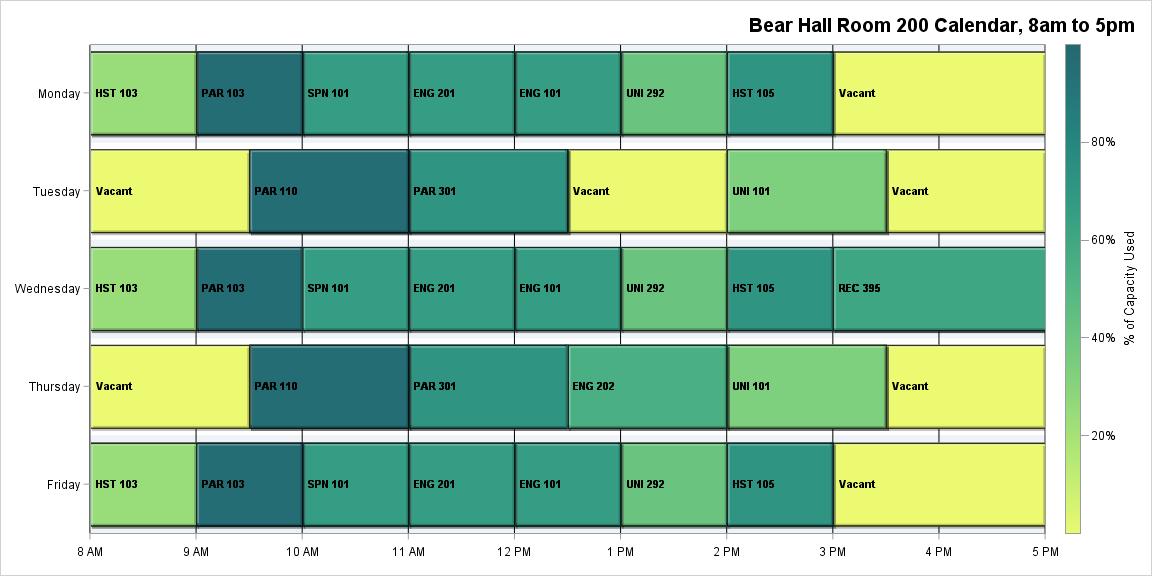 Bear Hall Room 200 Calendar, 8am to 5pm
Monday HST 103 PAR 103 SPN 101 ENG 201 ENG 101 UNI 292 HST 105 Vacant
Tuesday Vacant PAR 110 PAR 301 Vacant UNI 101 Vacant
Wednesday HST 103 PAR 103 SPN 101 ENG 201 ENG 101 UNI 292 HST 105 REC 395
Thursday Vacant PAR 110 PAR 301 ENG 202 UNI 101 Vacant
Friday HST 103 PAR 103 SPN 101 ENG 201 ENG 101 UNI 292 HST 105 Vacant
8 AM 9 AM 10 AM 11 AM 12 PM 1 PM 2 PM 3 PM 4 PM 5 PM
80%
60%
40%
20%
% of Capacity Used